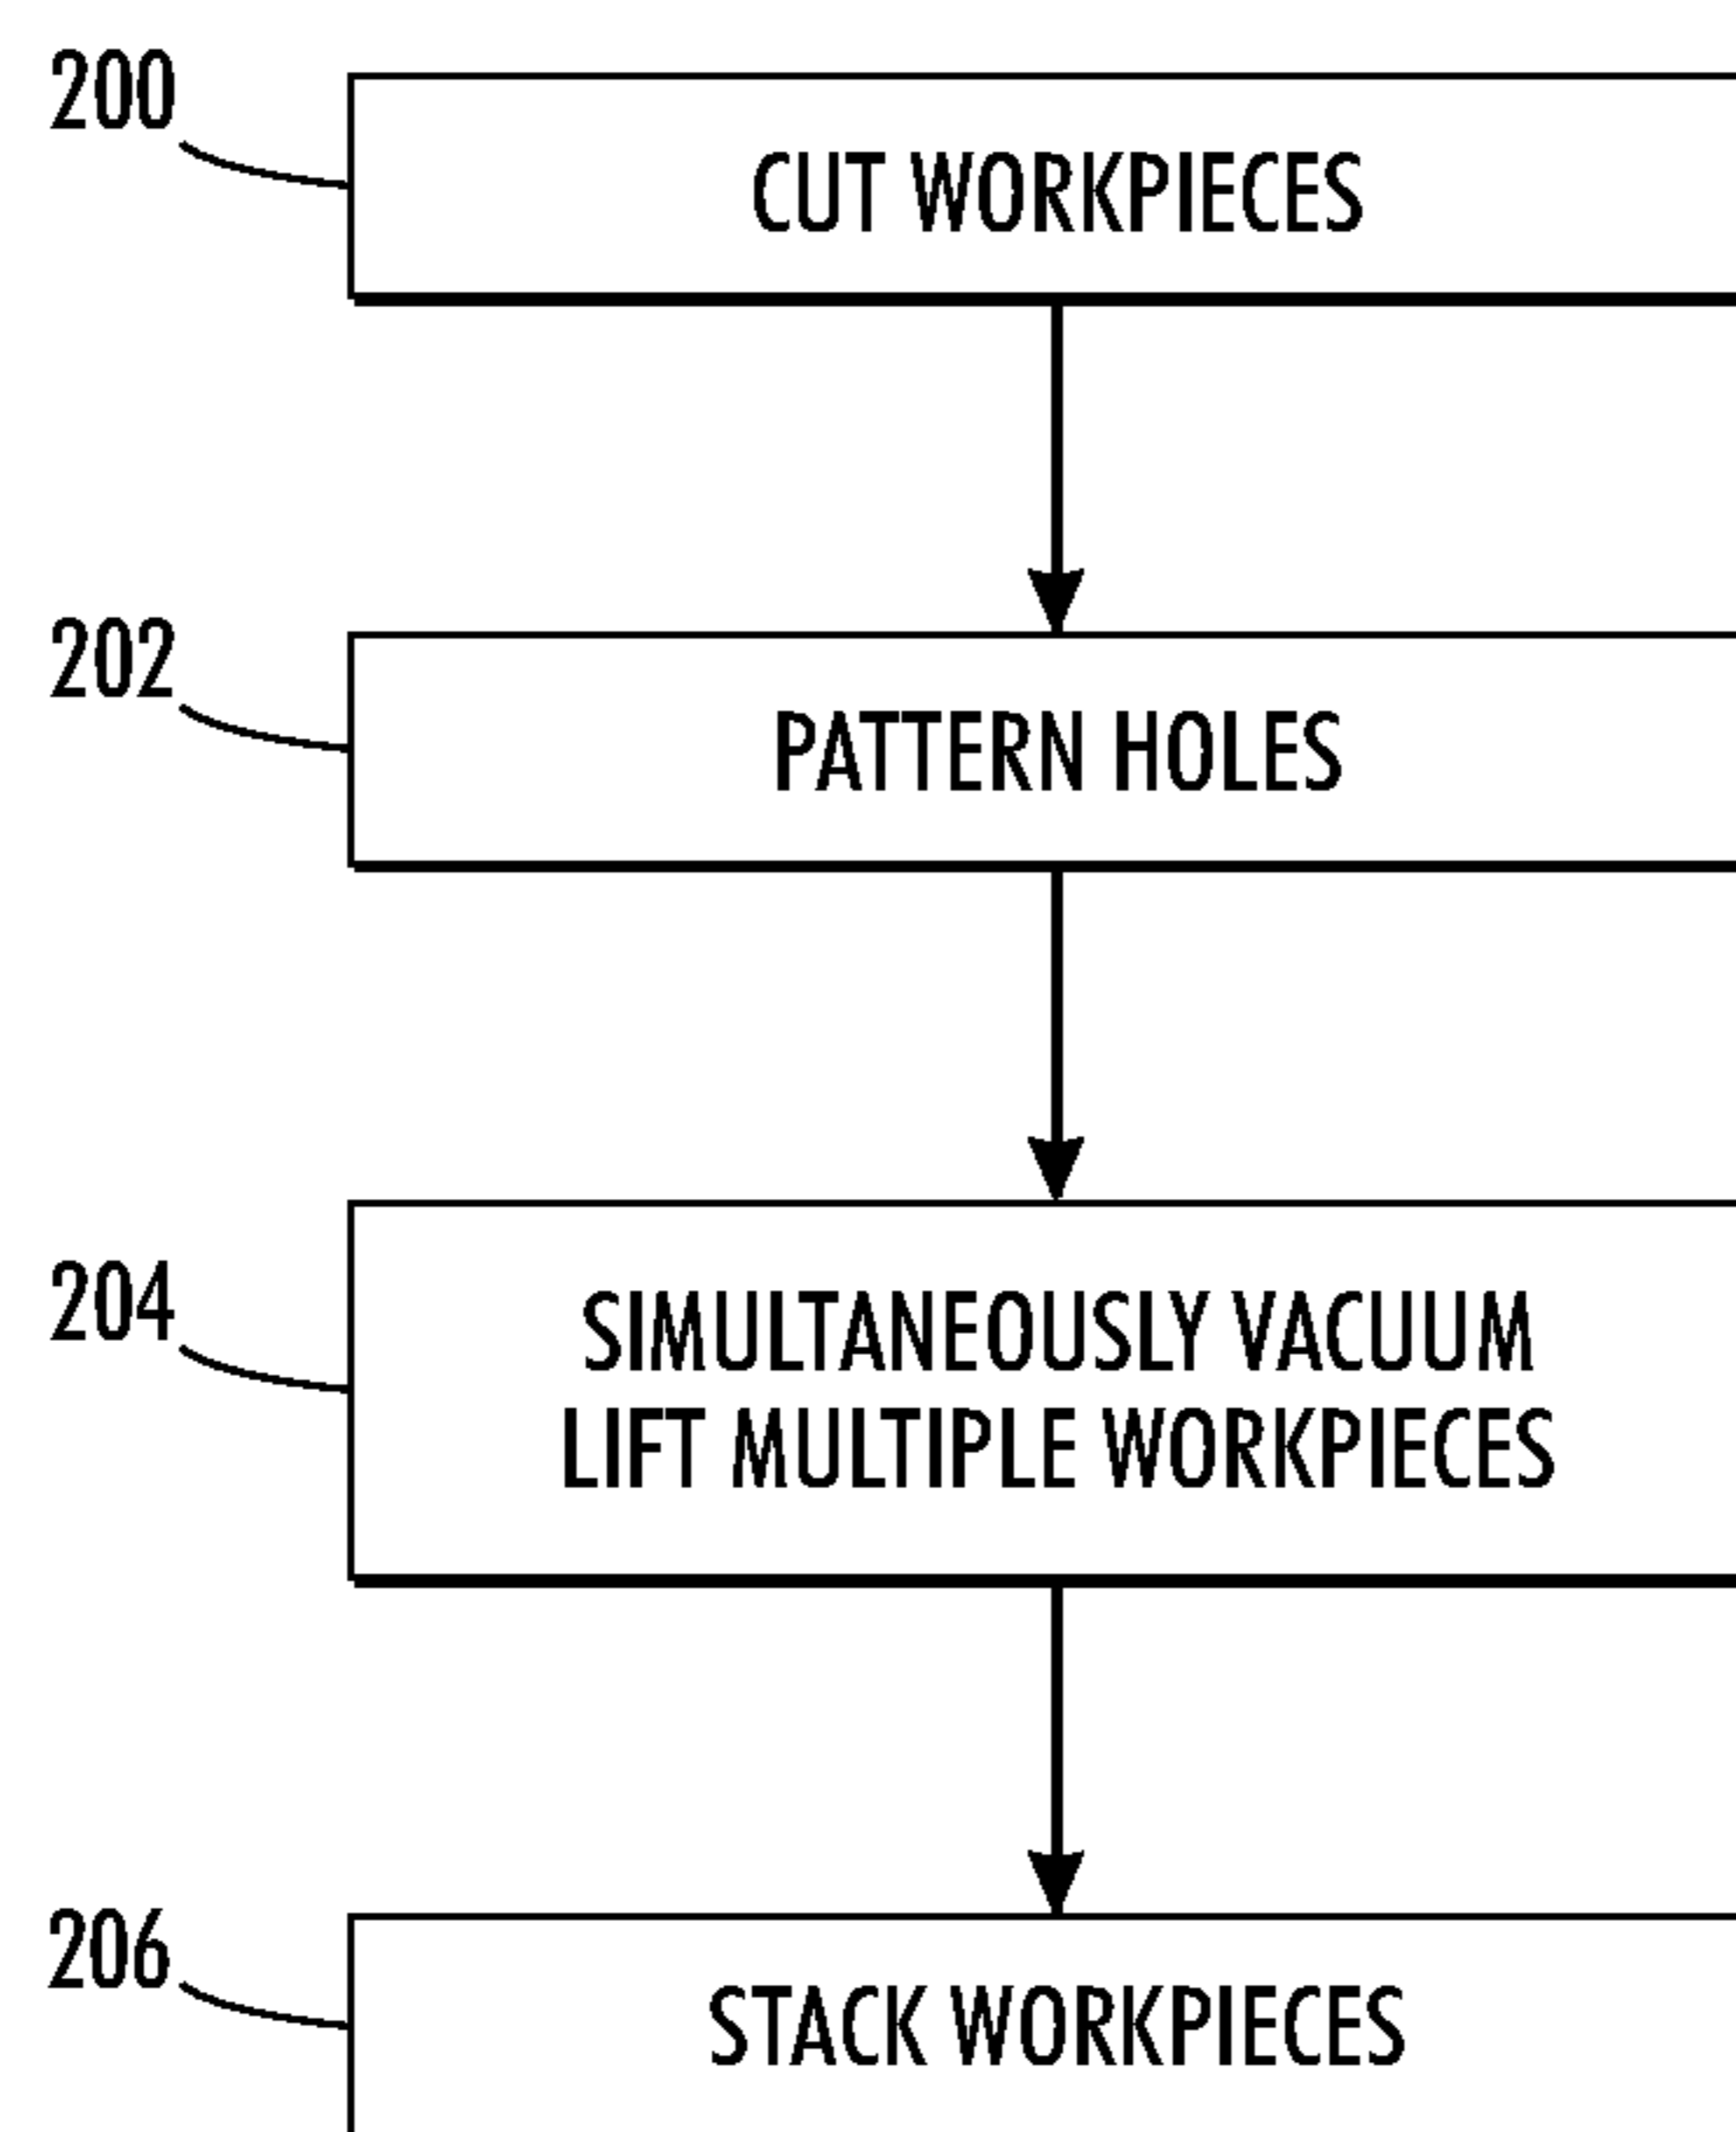 200
CUT WORKPIECES
202
PATTERN HOLES
204
SIMULTANEOUSLY VACUUM
LIFT MULTIPLE WORKPIECES
206
STACK WORKPIECES